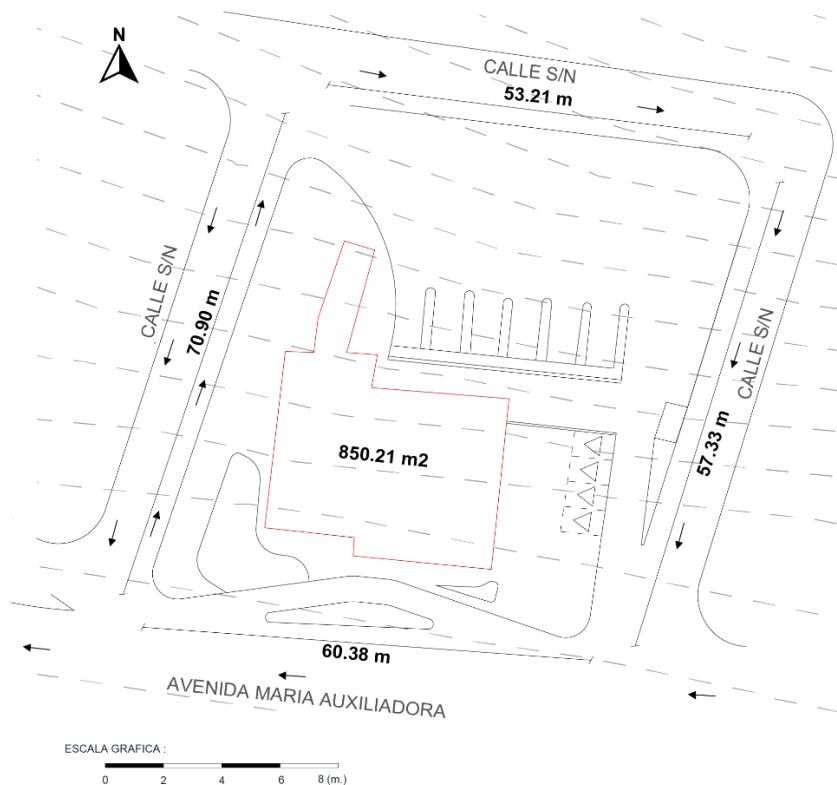 N
CALLE S/N
53.21 m
CALLE S/N
70.90 m
CALLE S/N
57.33 m
850.21 m2
60.38 m
AVENIDA MARIA AUXILIADORA
ESCALA GRAFICA :
0 2 4 6 8 (m.)